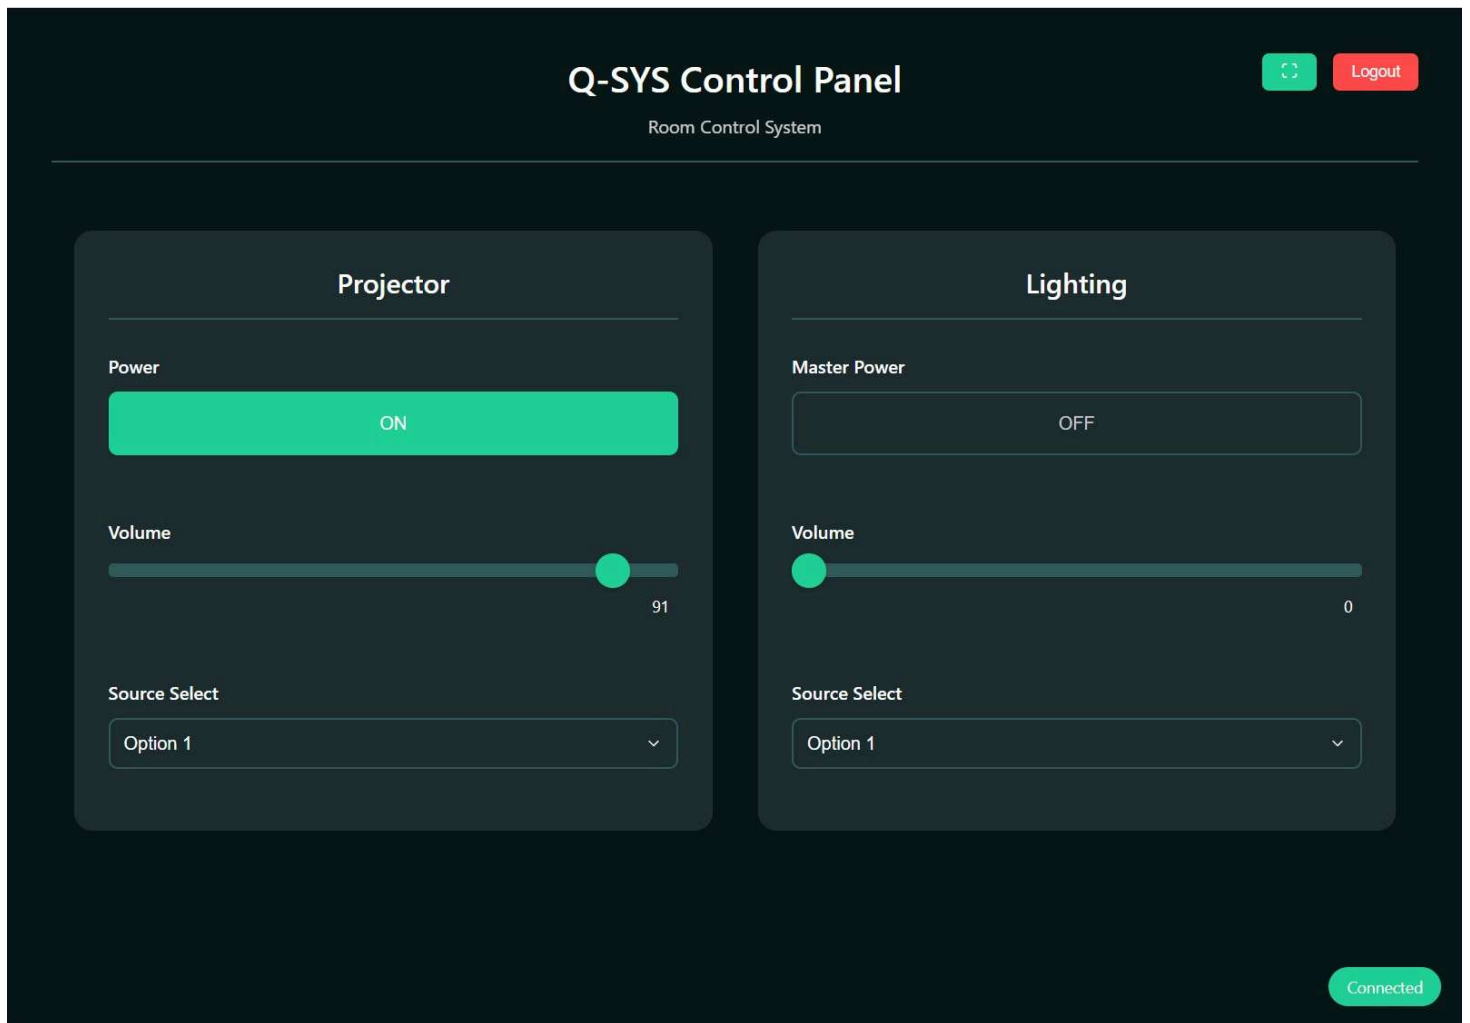 Q-SYS Control Panel
Logout
Room Control System
Projector
Power
ON
Volume
91
Source Select
Option 1
Lighting
Master Power
OFF
Volume
0
Source Select
Option 1
Connected